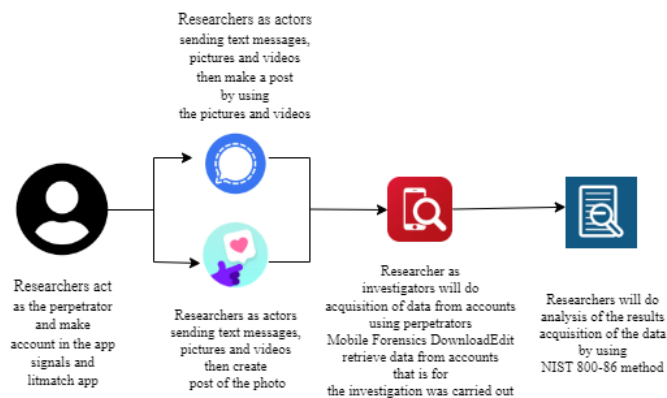 Researchers as actors
sending text messages,
pictures and videos
then make a post
by using
the pictures and videos
Researchers act
as the perpetrator
and make
account in the app
signals and
litmatch app
Researchers as actors
sending text messages,
pictures and videos
then create
post of the photo
Researcher as
investigators will do
acquisition of data from accounts
using perpetrators
Mobile Forensics DownloadEdit
retrieve data from accounts
that is for
the investigation was carried out
Researchers will do
analysis of the results
acquisition of the data
by using
NIST 800-86 method